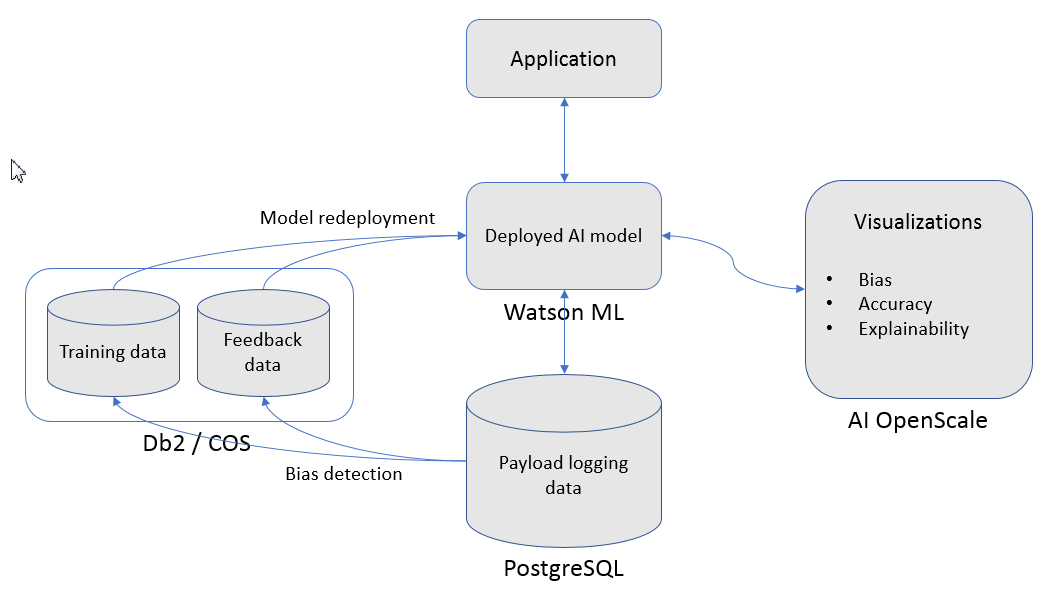 Application
Model redeployment
Deployed AI model
Watson ML
Visualizations
• Bias
• Accuracy
• Explainability
AI OpenScale
Training data
Feedback
data
Db2 / COS
Bias detection
Payload logging
data
PostgreSQL